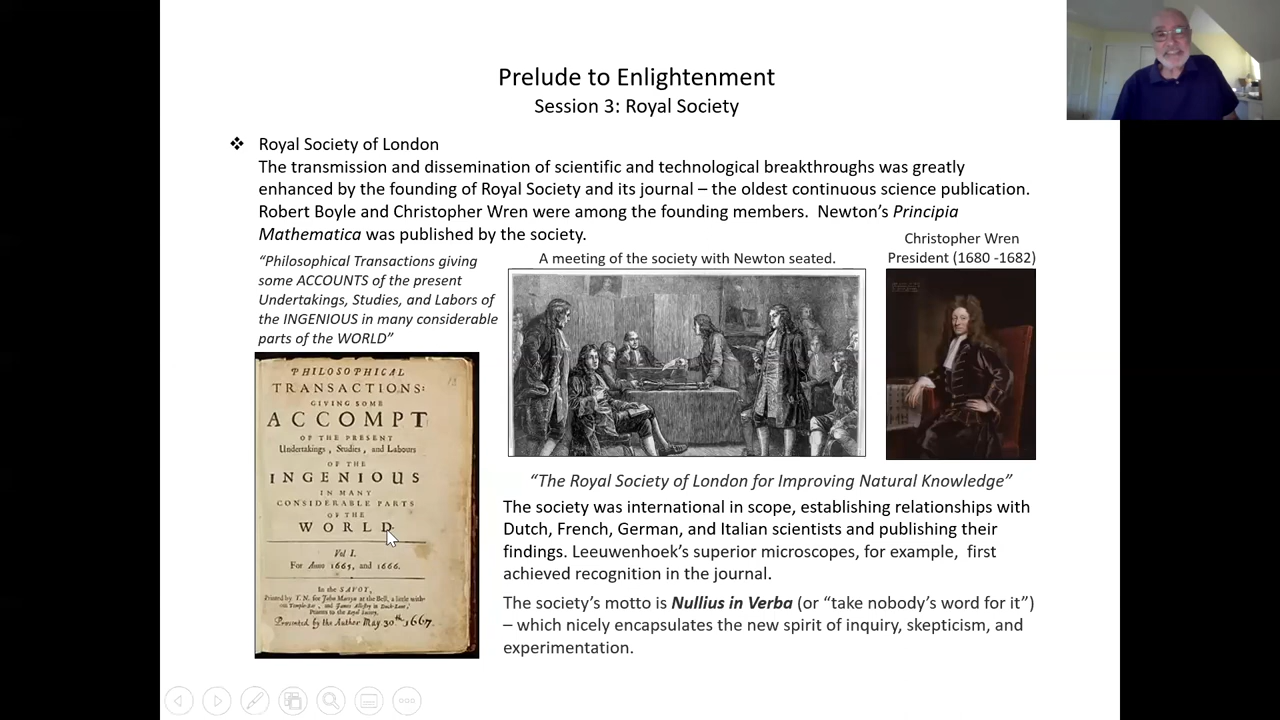 Prelude to Enlightenment
Session 3: Royal Society
❖ Royal Society of London
The transmission and dissemination of scientific and technological breakthroughs was greatly
enhanced by the founding of Royal Society and its journal – the oldest continuous science publication.
Robert Boyle and Christopher Wren were among the founding members. Newton's Principia
Mathematica was published by the society.
"Philosophical Transactions giving
some ACCOUNTS of the present
Undertakings, Studies, and Labors of
the INGENIOUS in many considerable
parts of the WORLD"
A meeting of the society with Newton seated.
Christopher Wren
President (1680 -1682)
PHILOSOPHICAL
TRANSACTIONS:
GIVING SOME
ACCOMPT
OF THE PRESENT
Undertakings, Studies, and Labours
OF THE
INGENIOUS
IN MANY
CONSIDERABLE PARTS
OF THE
WORLD
Vol I.
For Anno 1665, and 1666.
In the SAVOY,
Printed by T. N. for John Martyn at the Bell, a little with-
out Temple-Bar, and James Allestry in Duck-Lane,
Printers to the Royal Society.
Presented by the Author May 30th 1667.
"The Royal Society of London for Improving Natural Knowledge"
The society was international in scope, establishing relationships with
Dutch, French, German, and Italian scientists and publishing their
findings. Leeuwenhoek's superior microscopes, for example, first
achieved recognition in the journal.
The society's motto is Nullius in Verba (or "take nobody's word for it")
– which nicely encapsulates the new spirit of inquiry, skepticism, and
experimentation.